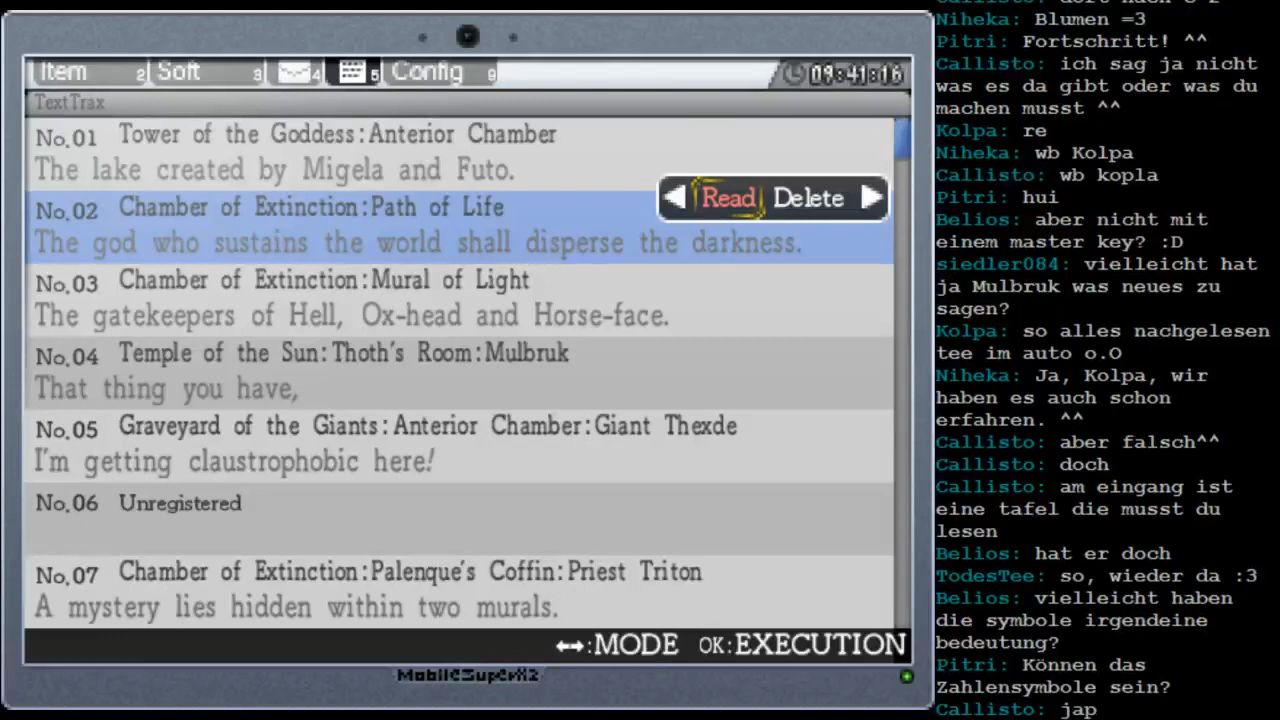 Item 2 Soft 3 4 5 Config 9 09:41:16
TextTrax
No.01 Tower of the Goddess:Anterior Chamber
The lake created by Migela and Futo.
No.02 Chamber of Extinction:Path of Life
Read Delete
The god who sustains the world shall disperse the darkness.
No.03 Chamber of Extinction:Mural of Light
The gatekeepers of Hell, Ox-head and Horse-face.
No.04 Temple of the Sun:Thoth's Room:Mulbruk
That thing you have,
No.05 Graveyard of the Giants:Anterior Chamber:Giant Thexde
I'm getting claustrophobic here!
No.06 Unregistered
No.07 Chamber of Extinction:Palenque's Coffin:Priest Triton
A mystery lies hidden within two murals.
↔:MODE OK:EXECUTION
MobileSuperX2
Niheka: Blumen =3
Pitri: Fortschritt! ^^
Callisto: ich sag ja nicht
was es da gibt oder was du
machen musst ^^
Kolpa: re
Niheka: wb Kolpa
Callisto: wb kopla
Pitri: hui
Belios: aber nicht mit
einem master key? :D
siedler084: vielleicht hat
ja Mulbruk was neues zu
sagen?
Kolpa: so alles nachgelesen
tee im auto o.O
Niheka: Ja, Kolpa, wir
haben es auch schon
erfahren. ^^
Callisto: aber falsch^^
Callisto: doch
Callisto: am eingang ist
eine tafel die musst du
lesen
Belios: hat er doch
TodesTee: so, wieder da :3
Belios: vielleicht haben
die symbole irgendeine
bedeutung?
Pitri: Können das
Zahlensymbole sein?
Callisto: jap